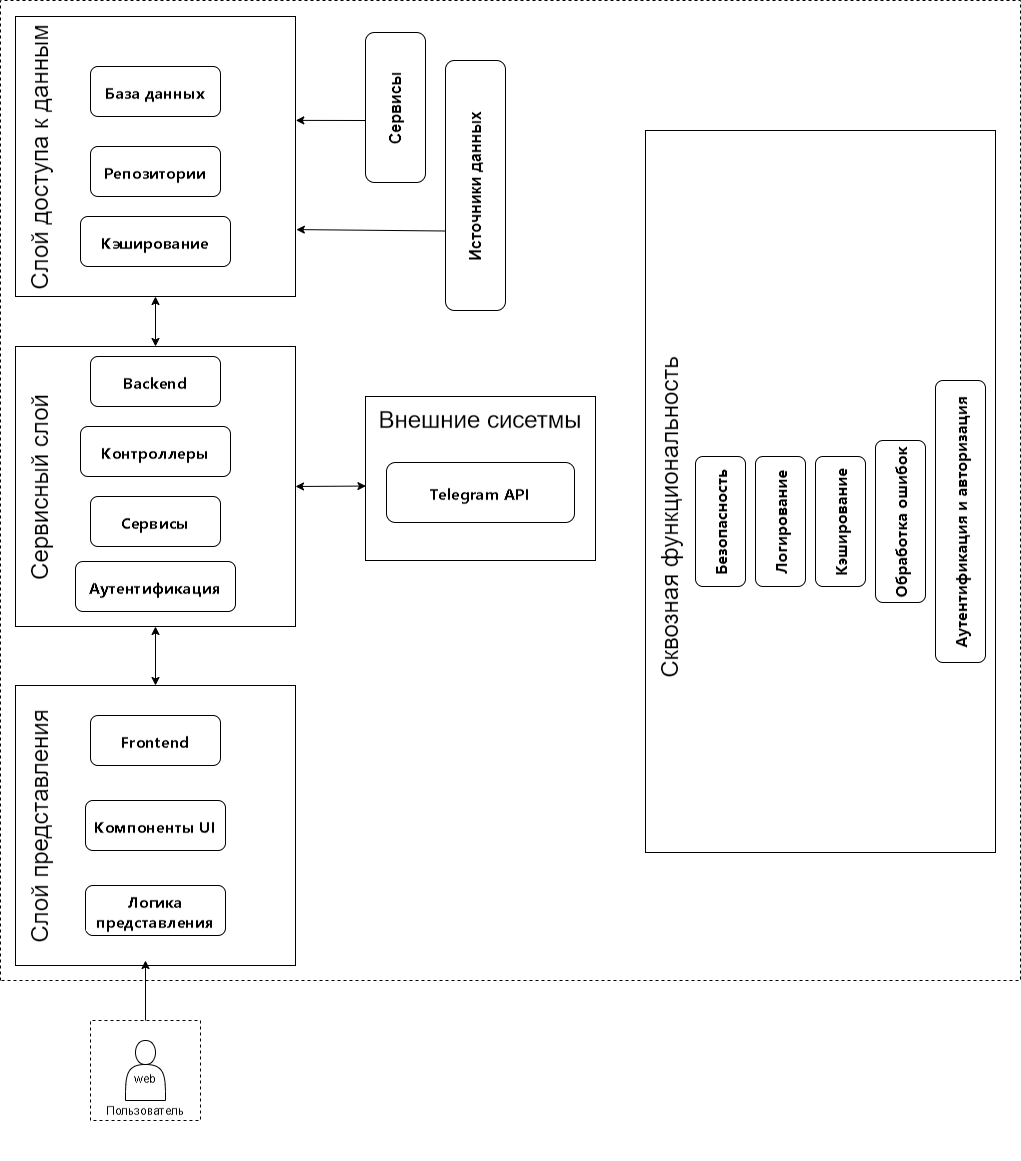 Слой доступа к данным
База данных
Репозитории
Кэширование
Сервисы
Источники данных
Сервисный слой
Backend
Контроллеры
Сервисы
Аутентификация
Внешние сисетмы
Telegram API
Слой представления
Frontend
Компоненты UI
Логика
представления
Сквозная функциональность
Безопасность
Логирование
Кэширование
Обработка ошибок
Аутентификация и авторизация
web
Пользователь